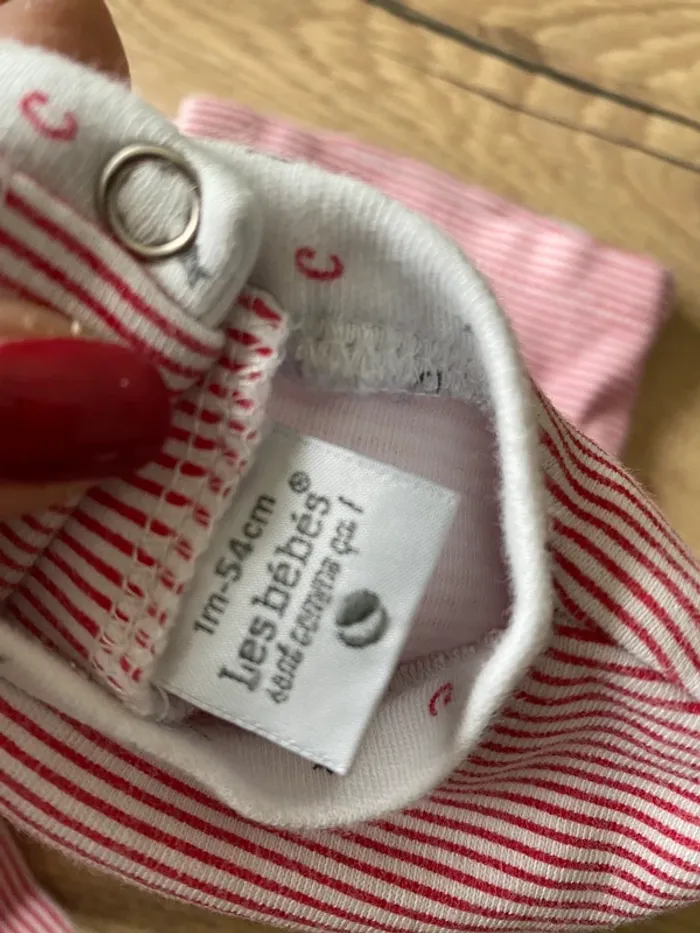 1m-54cm
Les bébés®
sont comme ça !
C
C